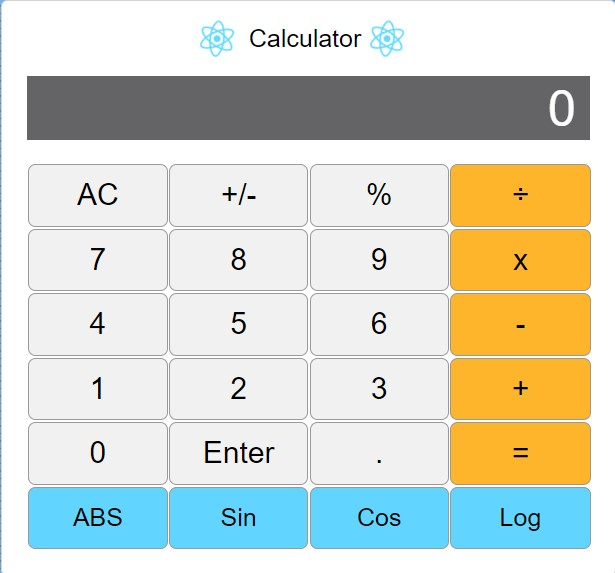 Calculator
0
AC +/- % ÷
7 8 9 x
4 5 6 -
1 2 3 +
0 Enter . =
ABS Sin Cos Log